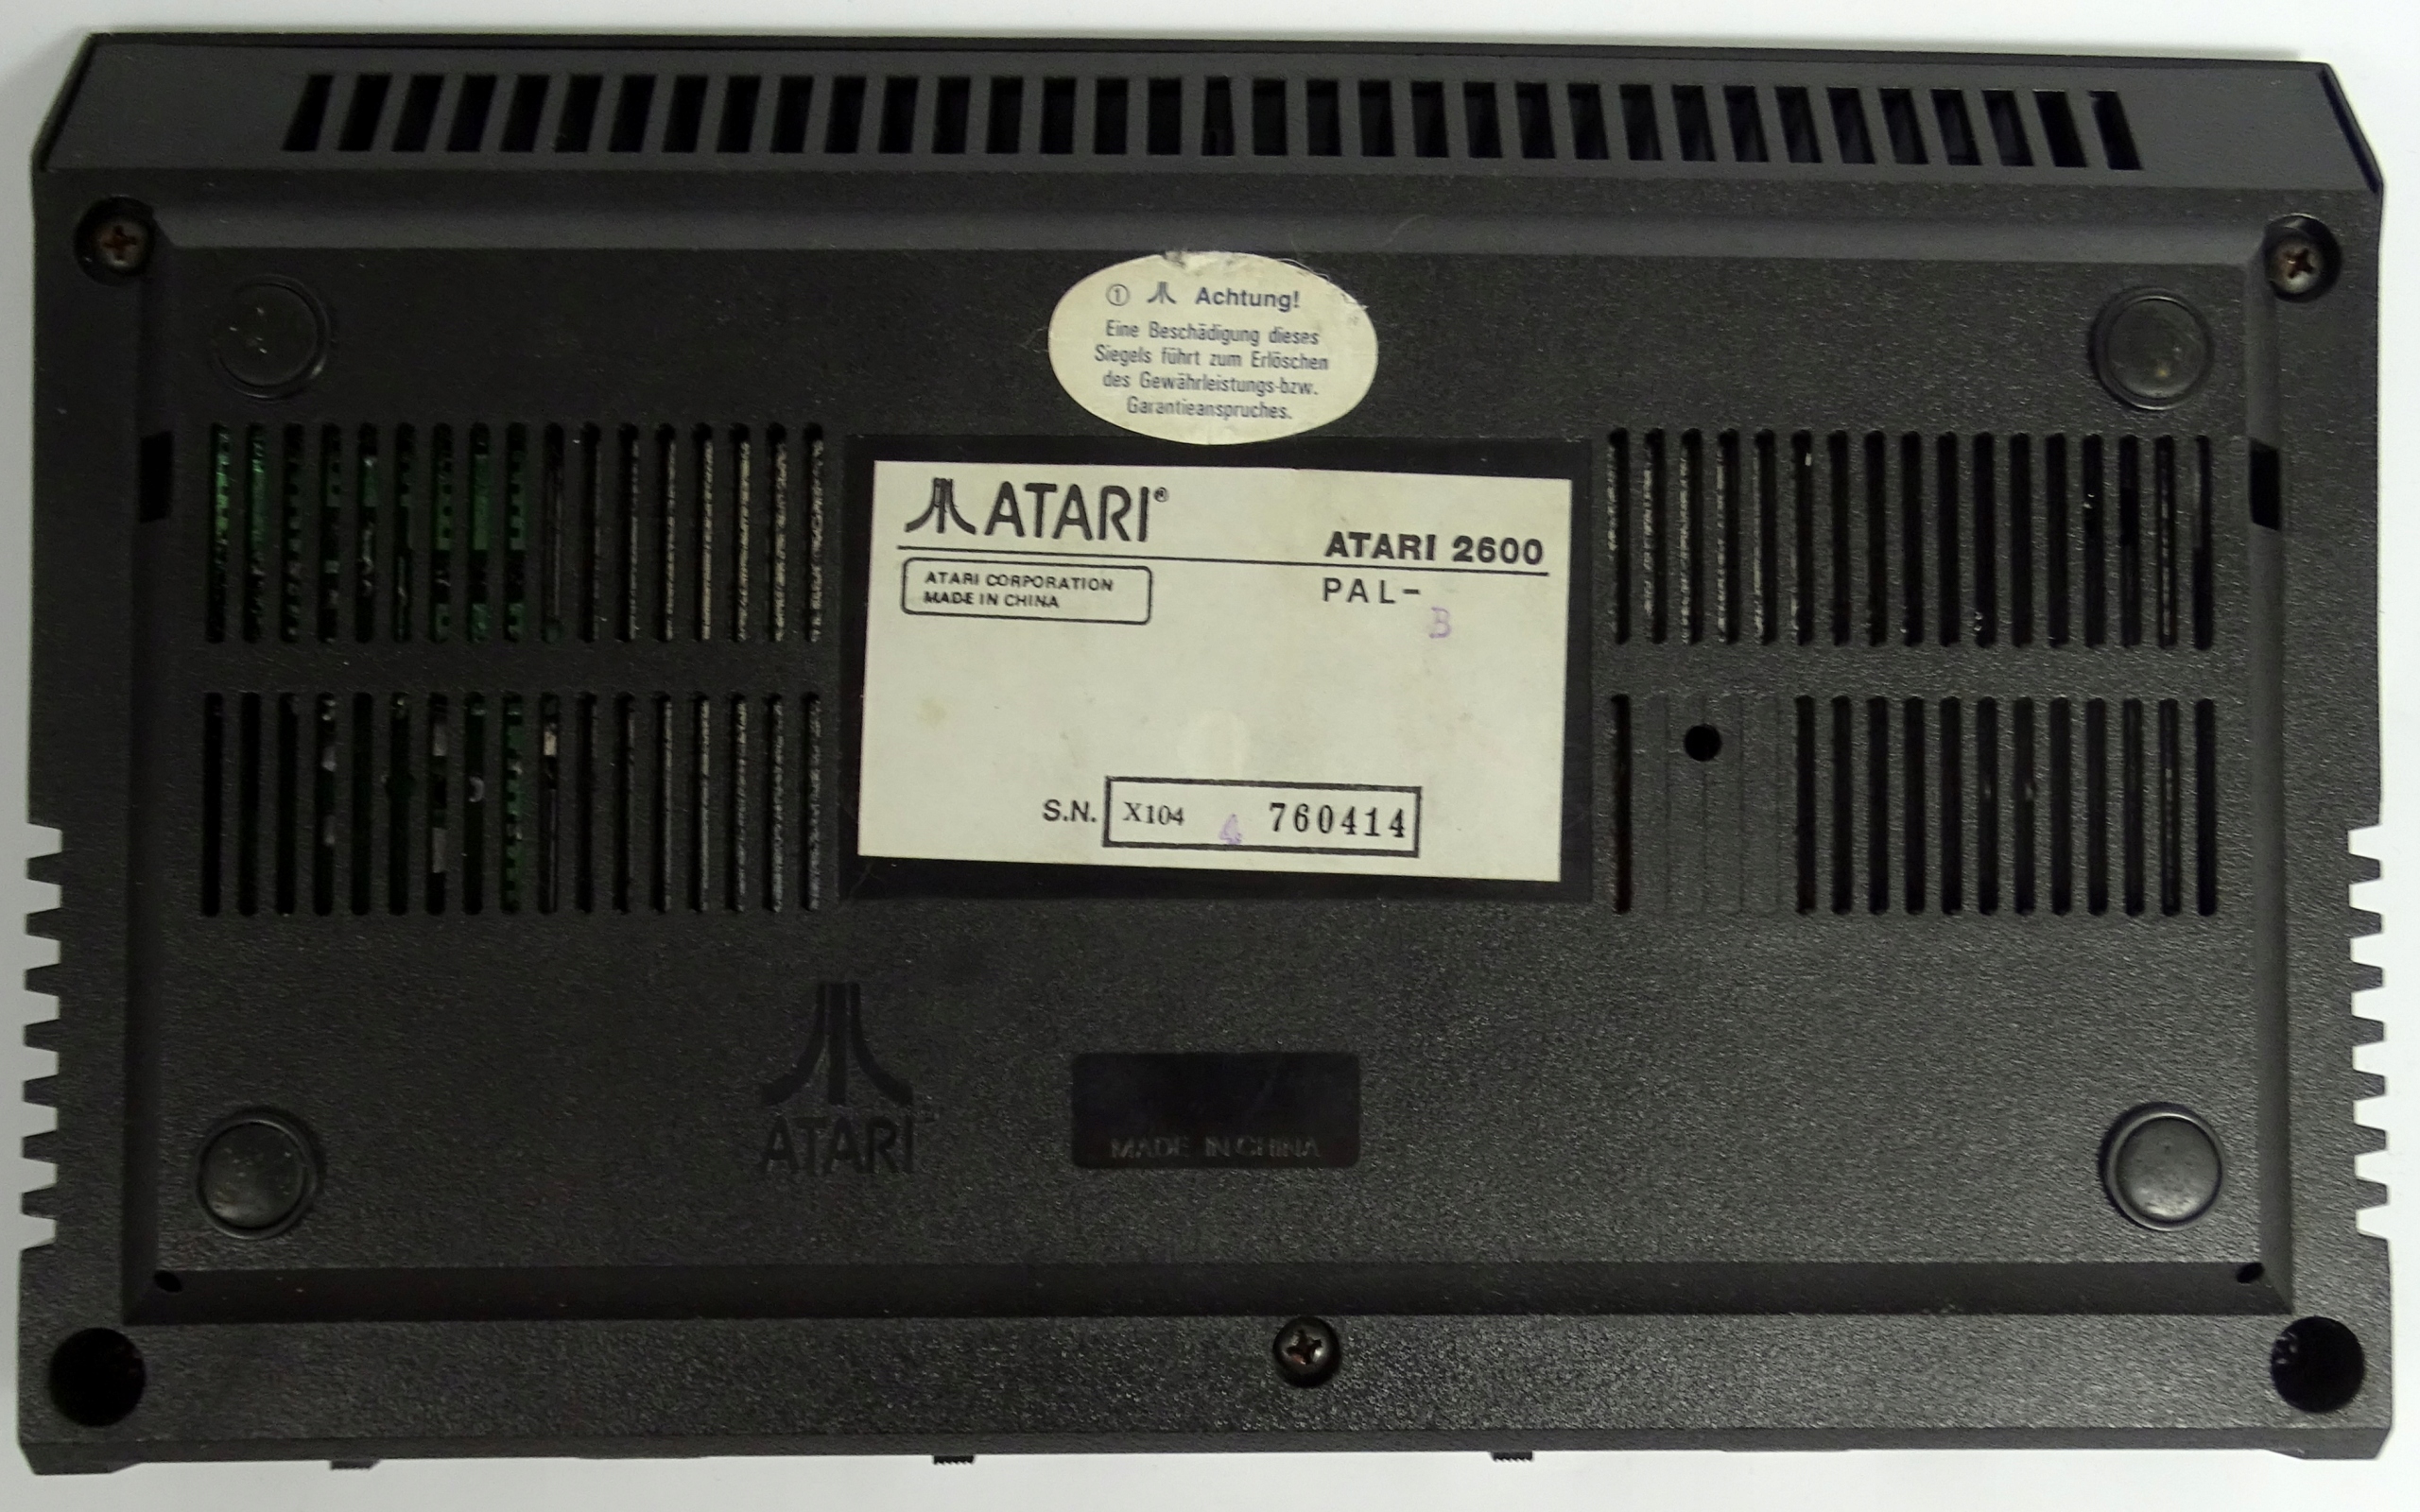 ① Achtung!
Eine Beschädigung dieses
Siegels führt zum Erlöschen
des Gewährleistungs-bzw.
Garantieanspruches.
ATARI®
ATARI 2600
ATARI CORPORATION
MADE IN CHINA
PAL-
B
S.N. X104 4 760414
ATARI
MADE IN CHINA